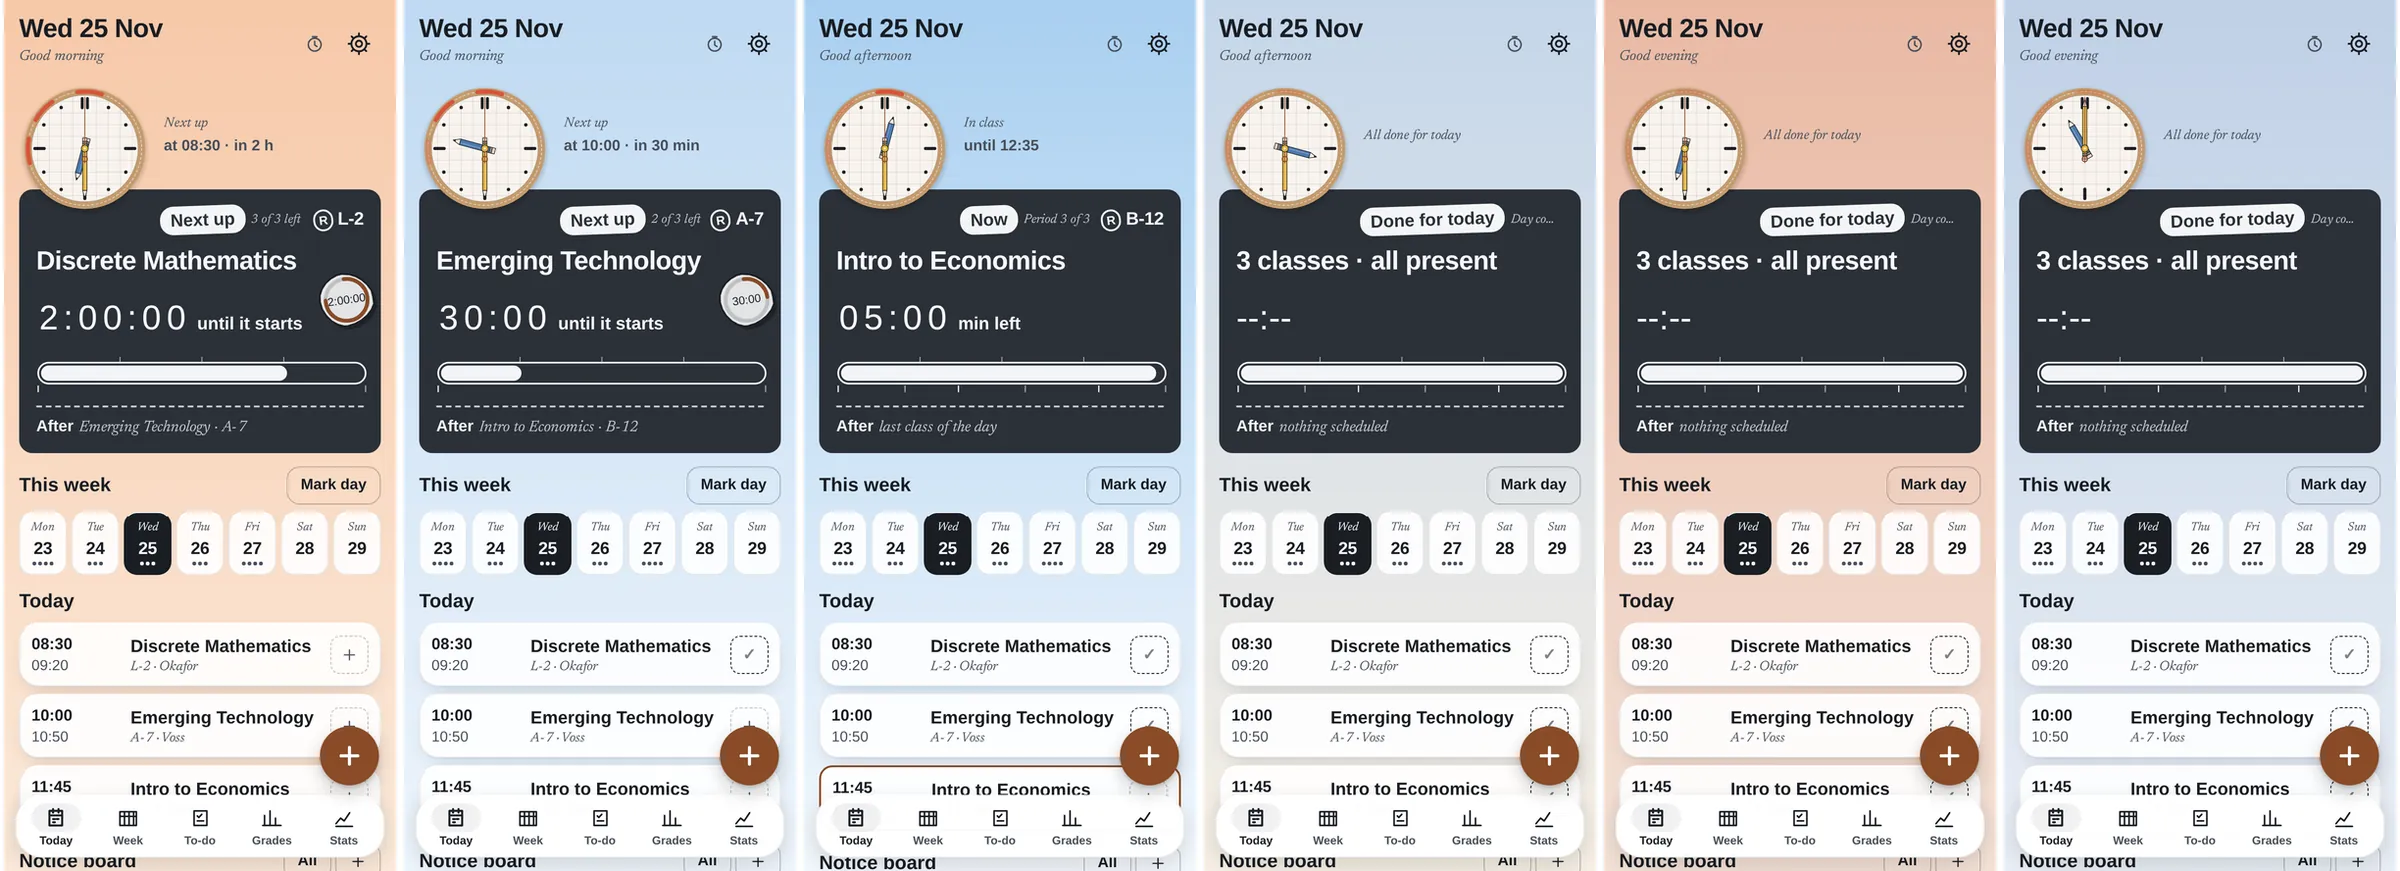 Wed 25 Nov
Good morning
Next up
at 08:30 · in 2 h
Next up 3 of 3 left R L-2
Discrete Mathematics
2:00:00 until it starts
2:00:00
After Emerging Technology · A-7
This week
Mark day
Mon Tue Wed Thu Fri Sat Sun
23 24 25 26 27 28 29
Today
08:30 Discrete Mathematics
09:20 L-2 · Okafor
10:00 Emerging Technology
10:50 A-7 · Voss
11:45 Intro to Economics
Today Week To-do Grades Stats
Notice board All
Wed 25 Nov
Good morning
Next up
at 10:00 · in 30 min
Next up 2 of 3 left R A-7
Emerging Technology
30:00 until it starts
30:00
After Intro to Economics · B-12
This week
Mark day
Mon Tue Wed Thu Fri Sat Sun
23 24 25 26 27 28 29
Today
08:30 Discrete Mathematics
09:20 L-2 · Okafor
10:00 Emerging Technology
10:50 A-7 · Voss
11:45 Intro to Economics
Today Week To-do Grades Stats
Notice board All
Wed 25 Nov
Good afternoon
In class
until 12:35
Now Period 3 of 3 R B-12
Intro to Economics
05:00 min left
After last class of the day
This week
Mark day
Mon Tue Wed Thu Fri Sat Sun
23 24 25 26 27 28 29
Today
08:30 Discrete Mathematics
09:20 L-2 · Okafor
10:00 Emerging Technology
10:50 A-7 · Voss
11:45 Intro to Economics
Today Week To-do Grades Stats
Notice board All
Wed 25 Nov
Good afternoon
All done for today
Done for today Day co...
3 classes · all present
--:--
After nothing scheduled
This week
Mark day
Mon Tue Wed Thu Fri Sat Sun
23 24 25 26 27 28 29
Today
08:30 Discrete Mathematics
09:20 L-2 · Okafor
10:00 Emerging Technology
10:50 A-7 · Voss
11:45 Intro to Economics
Today Week To-do Grades Stats
Notice board All
Wed 25 Nov
Good evening
All done for today
Done for today Day co...
3 classes · all present
--:--
After nothing scheduled
This week
Mark day
Mon Tue Wed Thu Fri Sat Sun
23 24 25 26 27 28 29
Today
08:30 Discrete Mathematics
09:20 L-2 · Okafor
10:00 Emerging Technology
10:50 A-7 · Voss
11:45 Intro to Economics
Today Week To-do Grades Stats
Notice board All
Wed 25 Nov
Good evening
All done for today
Done for today Day co...
3 classes · all present
--:--
After nothing scheduled
This week
Mark day
Mon Tue Wed Thu Fri Sat Sun
23 24 25 26 27 28 29
Today
08:30 Discrete Mathematics
09:20 L-2 · Okafor
10:00 Emerging Technology
10:50 A-7 · Voss
11:45 Intro to Economics
Today Week To-do Grades Stats
Notice board All